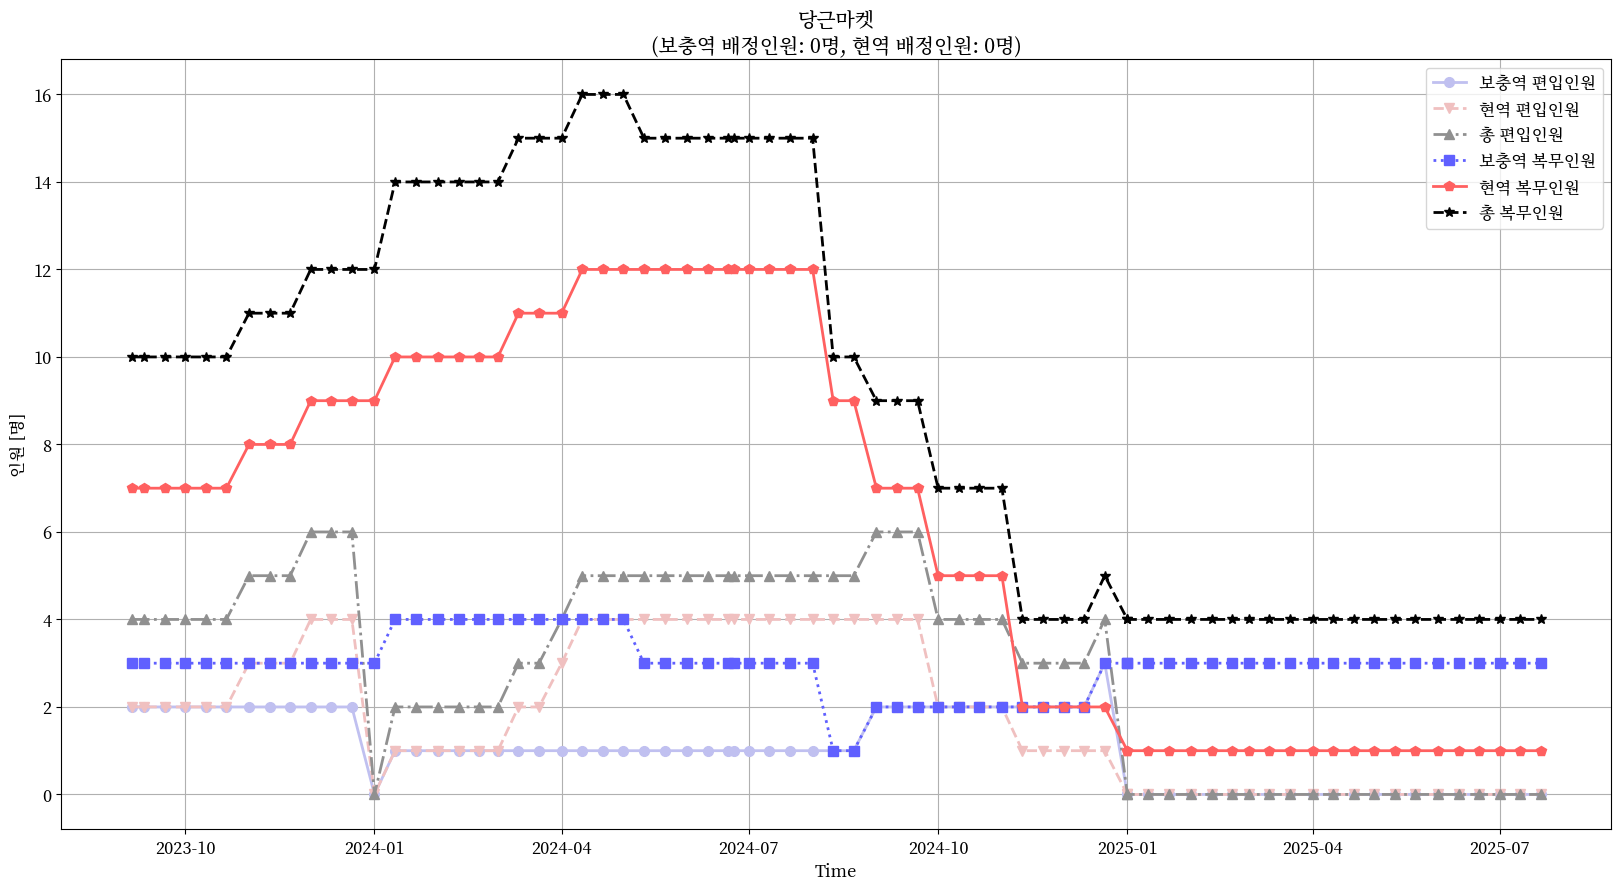 당근마켓
(보충역 배정인원: 0명, 현역 배정인원: 0명)
보충역 편입인원
현역 편입인원
총 편입인원
보충역 복무인원
현역 복무인원
총 복무인원
인원 [명]
16
14
12
10
8
6
4
2
0
2023-10
2024-01
2024-04
2024-07
2024-10
2025-01
2025-04
2025-07
Time